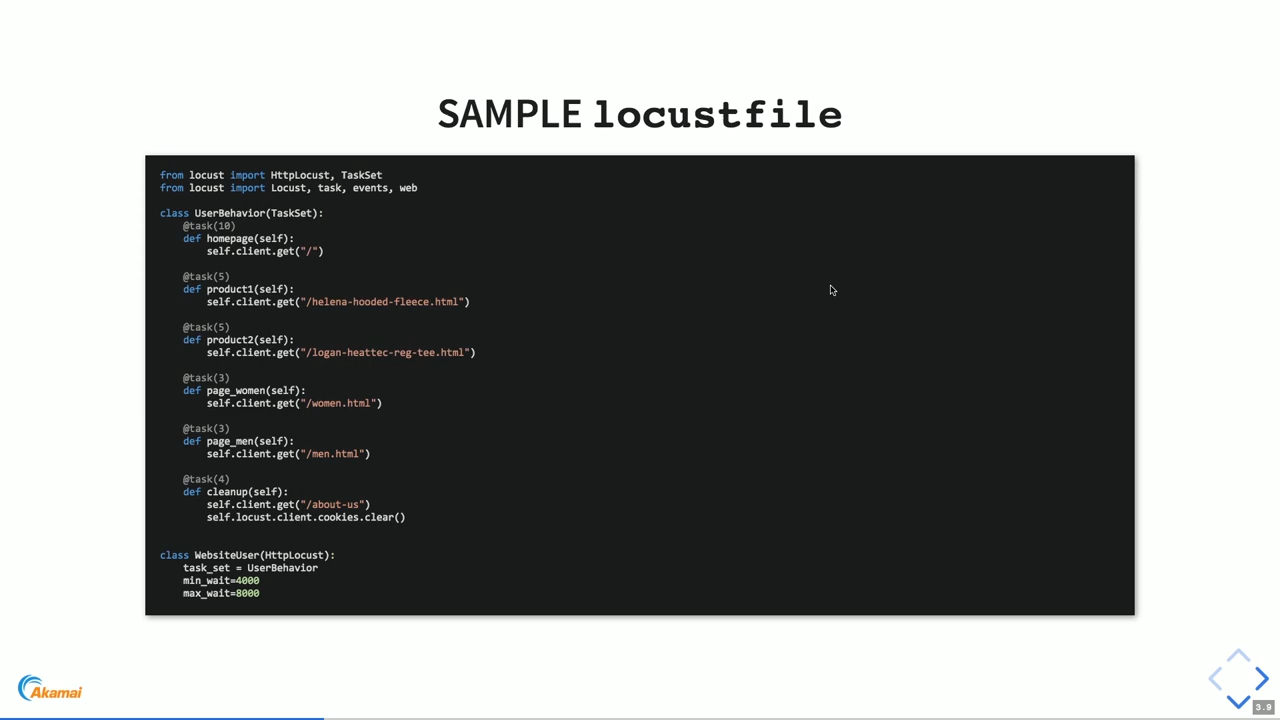 SAMPLE locustfile
from locust import HttpLocust, TaskSet
from locust import Locust, task, events, web
class UserBehavior(TaskSet):
@task(10)
def homepage(self):
self.client.get("/")
@task(5)
def product1(self):
self.client.get("/helena-hooded-fleece.html")
@task(5)
def product2(self):
self.client.get("/logan-heattec-reg-tee.html")
@task(3)
def page_women(self):
self.client.get("/women.html")
@task(3)
def page_men(self):
self.client.get("/men.html")
@task(4)
def cleanup(self):
self.client.get("/about-us")
self.locust.client.cookies.clear()
class WebsiteUser(HttpLocust):
task_set = UserBehavior
min_wait=4000
max_wait=8000
Akamai
3.9